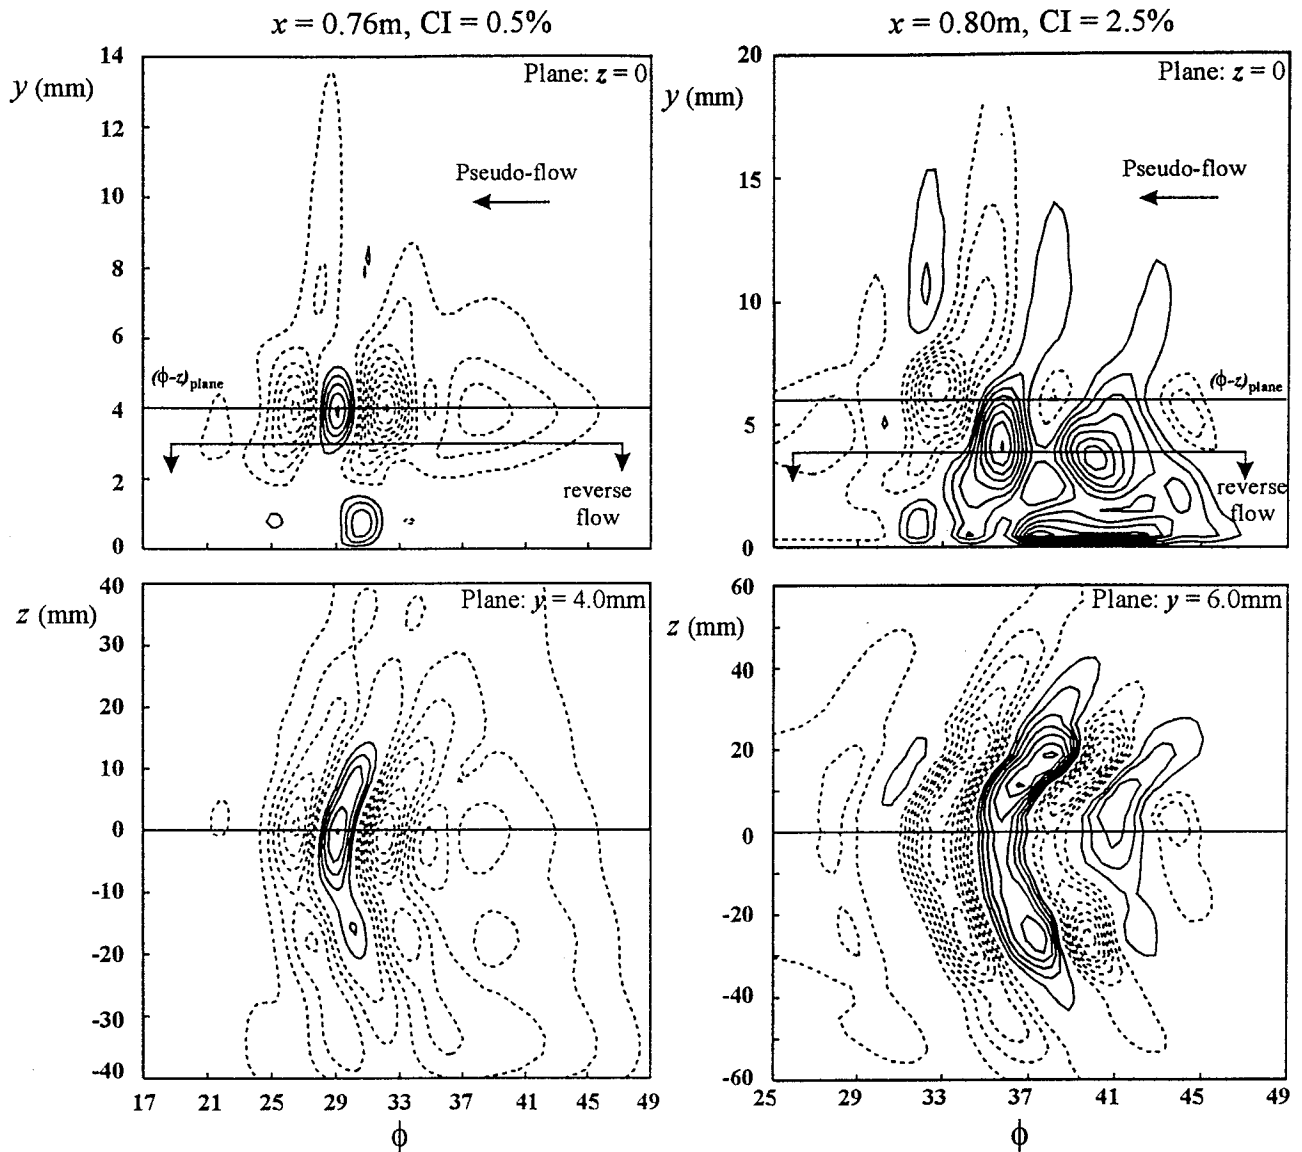 x = 0.76m, CI = 0.5%
x = 0.80m, CI = 2.5%
14
y (mm)
Plane: z = 0
12
10
Pseudo-flow
8
6
(ϕ-z)plane
4
2
reverse
flow
0
20
y (mm)
Plane: z = 0
15
Pseudo-flow
10
(ϕ-z)plane
5
reverse
flow
0
40
z (mm)
Plane: y = 4.0mm
30
20
10
0
-10
-20
-30
-40
17 21 25 29 33 37 41 45 49
ϕ
60
z (mm)
Plane: y = 6.0mm
40
20
0
-20
-40
-60
25 29 33 37 41 45 49
ϕ